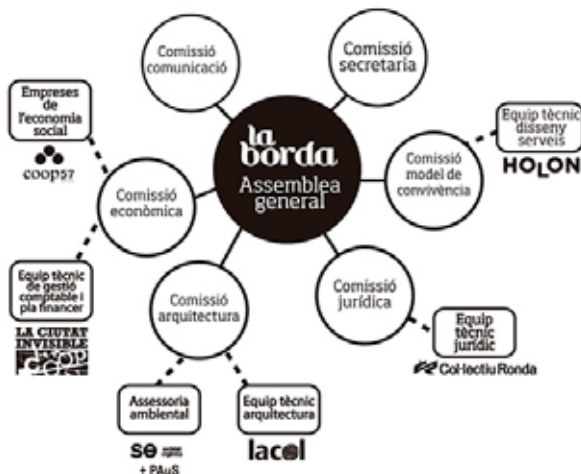 Comissió
comunicació
Comissió
secretaria
Empreses
de
l'economia
social
coop57
Equip tècnic
disseny
serveis
HOLON
la
borda
Assemblea
general
Comissió
model de
convivència
Comissió
econòmica
Equip tècnic
de gestió
comptable i
pla financer
LA CIUTAT
INVISIBLE
COOP
Comissió
arquitectura
Comissió
jurídica
Equip
tècnic
jurídic
Col·lectiu Ronda
Assessoria
ambiental
so
+ PAuS
Equip tècnic
arquitectura
lacol